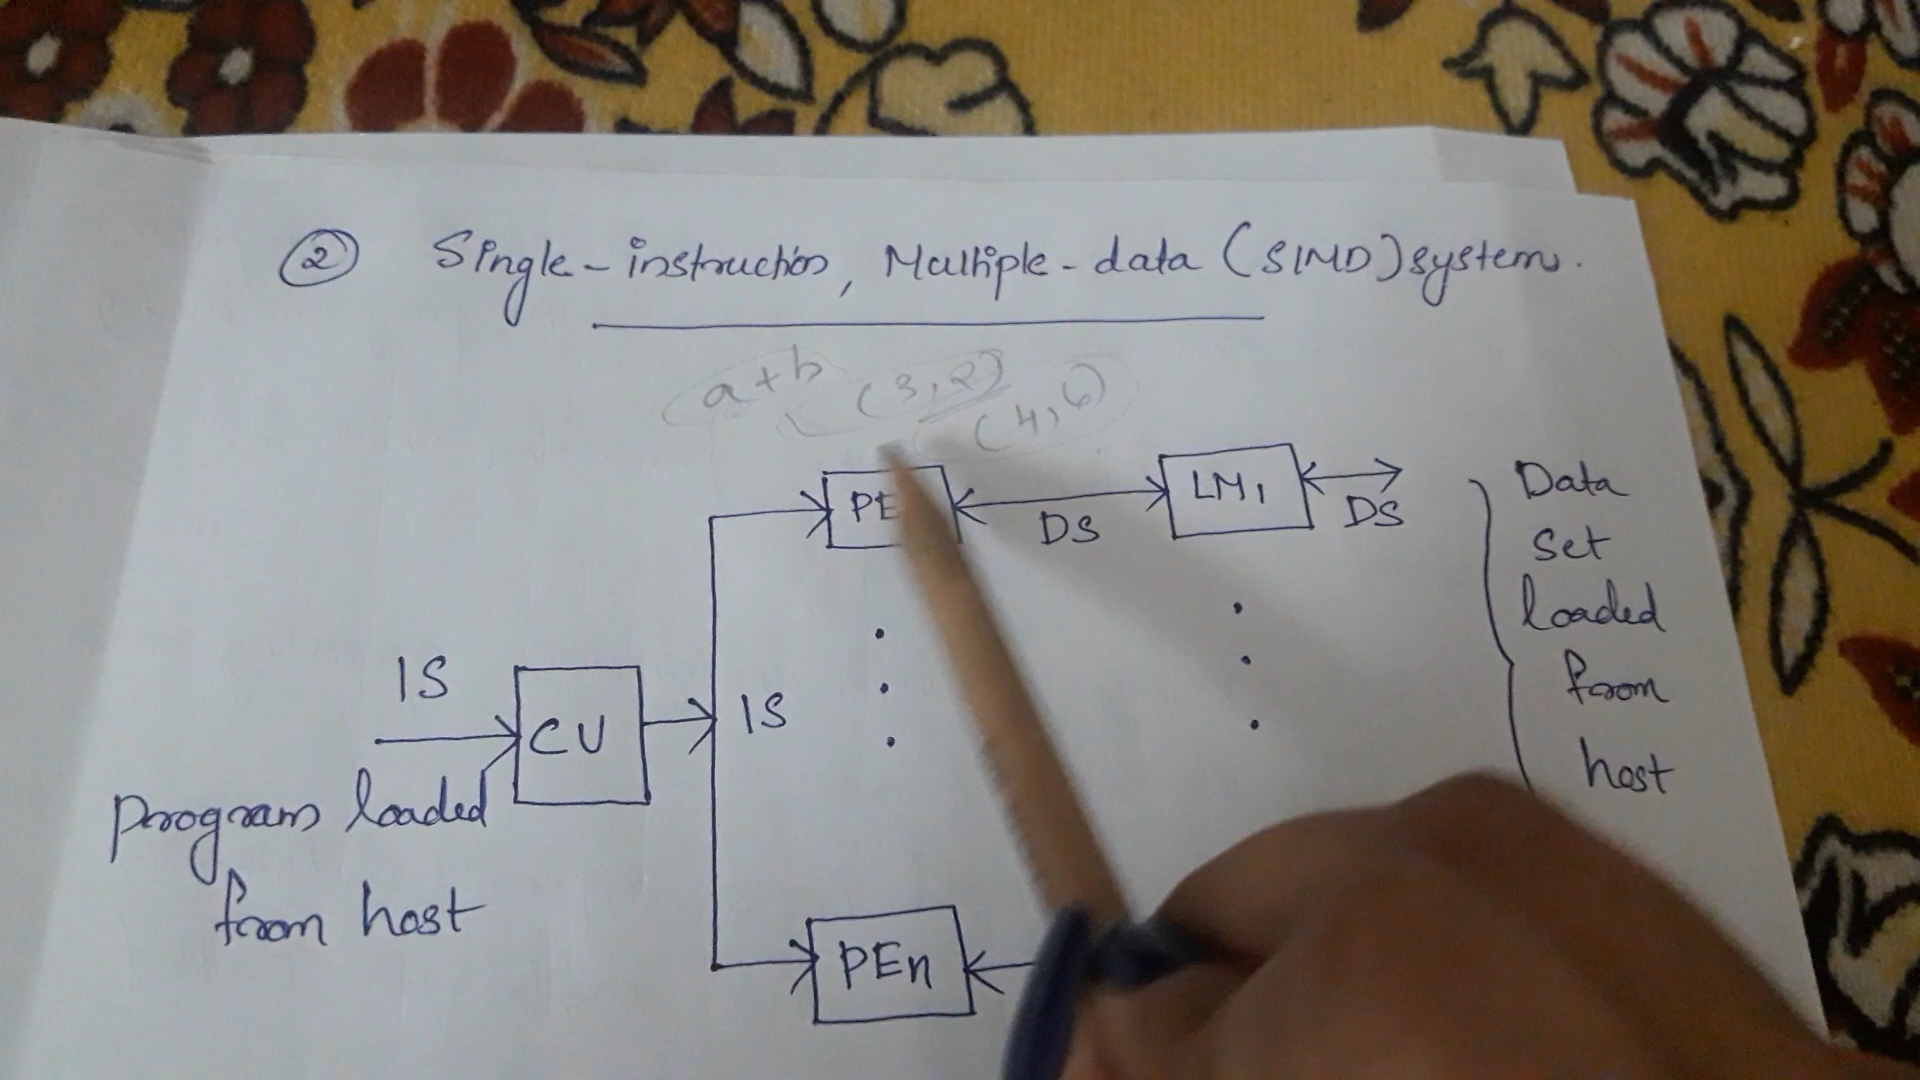 ② Single-instruction, Multiple-data (SIMD) systems.
a+b (3,2)
(4,6)
PE LM1
DS DS
IS
CU IS
Program loaded
from host
PEn
Data
set
loaded
from
host